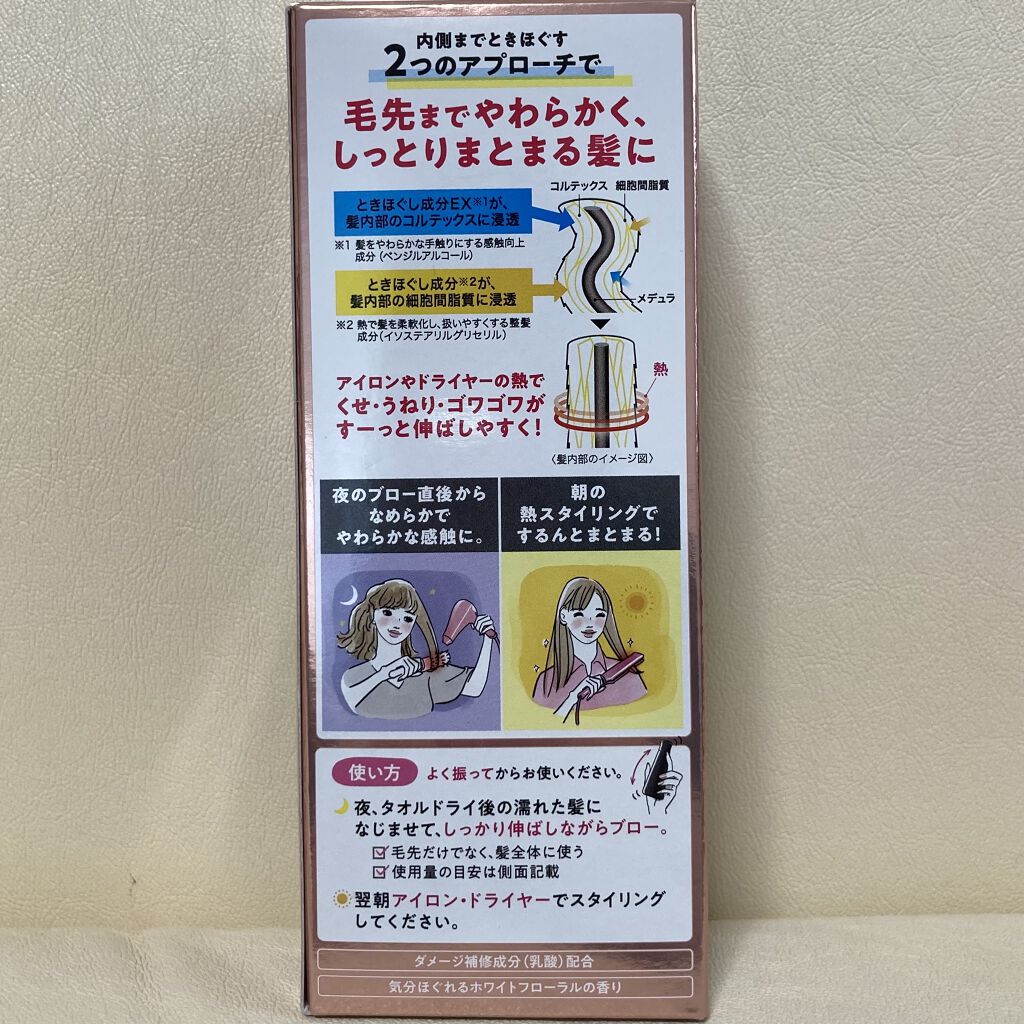 内側までときほぐす
2つのアプローチで
毛先までやわらかく、
しっとりまとまる髪に
コルテックス 細胞間脂質
ときほぐし成分EX※1が、
髪内部のコルテックスに浸透
※1 髪をやわらかな手触りにする感触向上
成分（ベンジルアルコール）
ときほぐし成分※2が、
髪内部の細胞間脂質に浸透
メデュラ
※2 熱で髪を柔軟化し、扱いやすくする整髪
成分（イソステアリルグリセリル）
熱
アイロンやドライヤーの熱で
くせ・うねり・ゴワゴワが
すーっと伸ばしやすく！
〈髪内部のイメージ図〉
夜のブロー直後から
なめらかで
やわらかな感触に。
朝の
熱スタイリングで
するんとまとまる！
使い方 よく振ってからお使いください。
夜、タオルドライ後の濡れた髪に
なじませて、しっかり伸ばしながらブロー。
毛先だけでなく、髪全体に使う
使用量の目安は側面記載
翌朝アイロン・ドライヤーでスタイリング
してください。
ダメージ補修成分（乳酸）配合
気分ほぐれるホワイトフローラルの香り